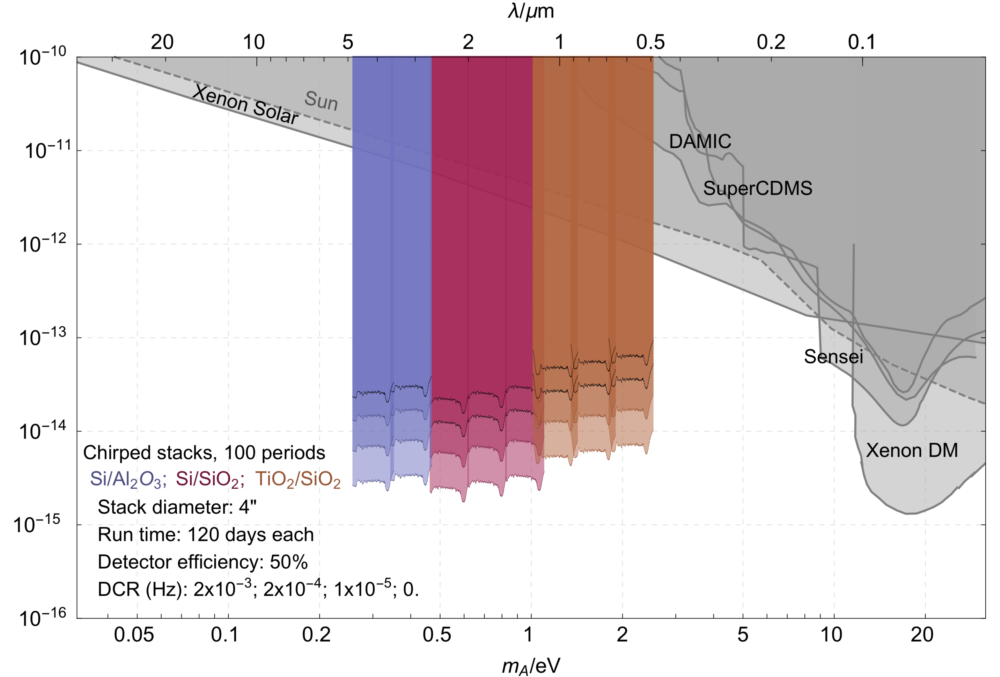 λ/μm
20 10 5 2 1 0.5 0.2 0.1
10⁻¹⁰
Sun
Xenon Solar
DAMIC
10⁻¹¹
SuperCDMS
10⁻¹²
10⁻¹³
Sensei
10⁻¹⁴
Xenon DM
Chirped stacks, 100 periods
Si/Al₂O₃; Si/SiO₂; TiO₂/SiO₂
Stack diameter: 4"
10⁻¹⁵
Run time: 120 days each
Detector efficiency: 50%
DCR (Hz): 2x10⁻³; 2x10⁻⁴; 1x10⁻⁵; 0.
10⁻¹⁶
0.05 0.1 0.2 0.5 1 2 5 10 20
m_A/eV